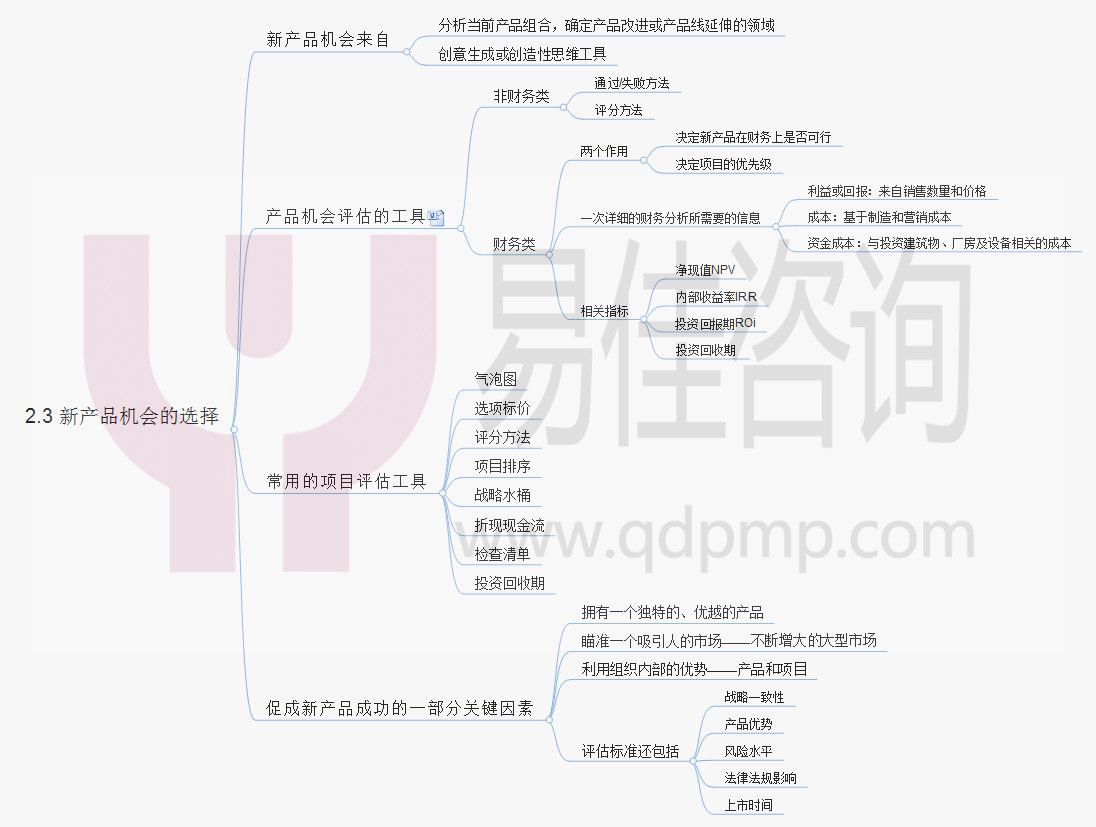 2.3 新产品机会的选择
新产品机会来自
分析当前产品组合，确定产品改进或产品线延伸的领域
创意生成或创造性思维工具
产品机会评估的工具
非财务类
通过/失败方法
评分方法
财务类
两个作用
决定新产品在财务上是否可行
决定项目的优先级
一次详细的财务分析所需要的信息
利益或回报：来自销售数量和价格
成本：基于制造和营销成本
资金成本：与投资建筑物、厂房及设备相关的成本
相关指标
净现值NPV
内部收益率IRR
投资回报期ROi
投资回收期
常用的项目评估工具
气泡图
选项标价
评分方法
项目排序
战略水桶
折现现金流
检查清单
投资回收期
促成新产品成功的一部分关键因素
拥有一个独特的、优越的产品
瞄准一个吸引人的市场——不断增大的大型市场
利用组织内部的优势——产品和项目
评估标准还包括
战略一致性
产品优势
风险水平
法律法规影响
上市时间
易佳咨询
www.qdpmp.com